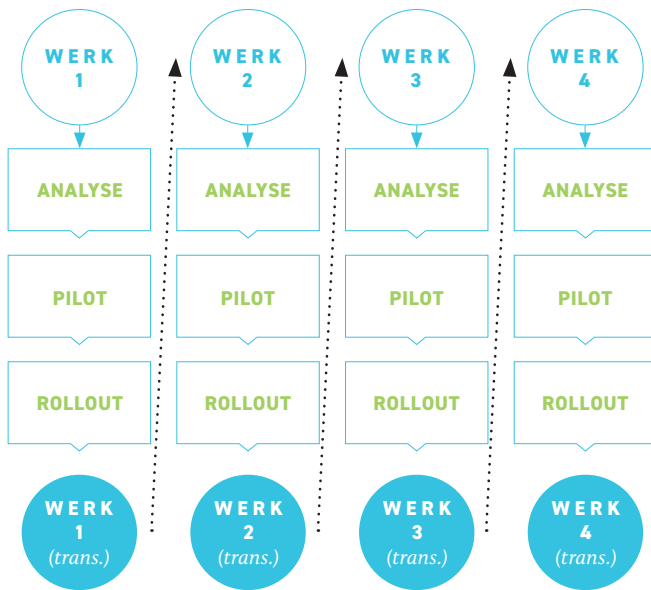 WERK
1
ANALYSE
PILOT
ROLLOUT
WERK
1
(trans.)
WERK
2
ANALYSE
PILOT
ROLLOUT
WERK
2
(trans.)
WERK
3
ANALYSE
PILOT
ROLLOUT
WERK
3
(trans.)
WERK
4
ANALYSE
PILOT
ROLLOUT
WERK
4
(trans.)